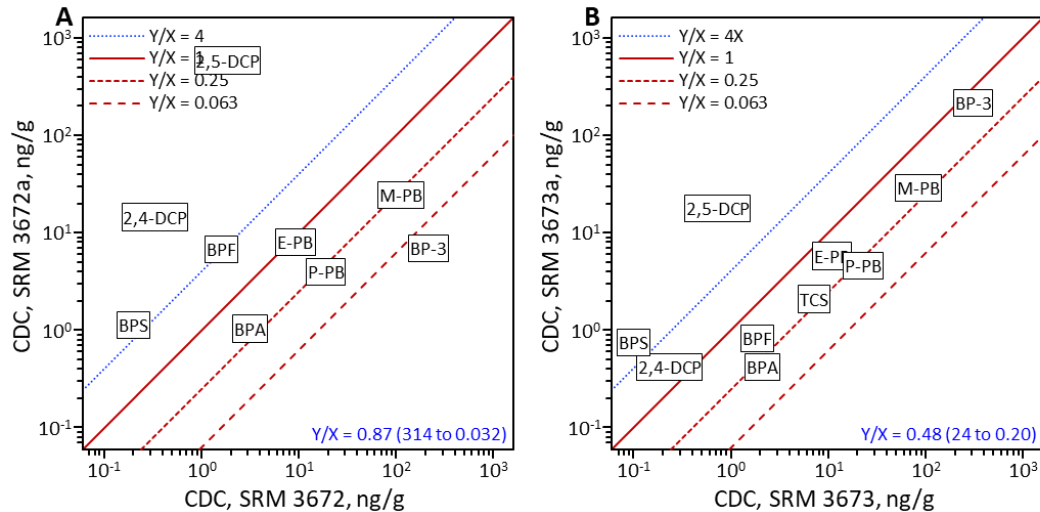 A
Y/X = 4
Y/X = 1
Y/X = 0.25
Y/X = 0.063
2,5-DCP
2,4-DCP
BPF
E-PB
M-PB
P-PB
BP-3
BPS
BPA
Y/X = 0.87 (314 to 0.032)
10³
10²
10¹
10⁰
10⁻¹
CDC, SRM 3672a, ng/g
10⁻¹ 10⁰ 10¹ 10² 10³
CDC, SRM 3672, ng/g
B
Y/X = 4X
Y/X = 1
Y/X = 0.25
Y/X = 0.063
BP-3
M-PB
2,5-DCP
P-PB
TCS
BPS
BPF
2,4-DCP
BPA
Y/X = 0.48 (24 to 0.20)
10³
10²
10¹
10⁰
10⁻¹
CDC, SRM 3673a, ng/g
10⁻¹ 10⁰ 10¹ 10² 10³
CDC, SRM 3673, ng/g